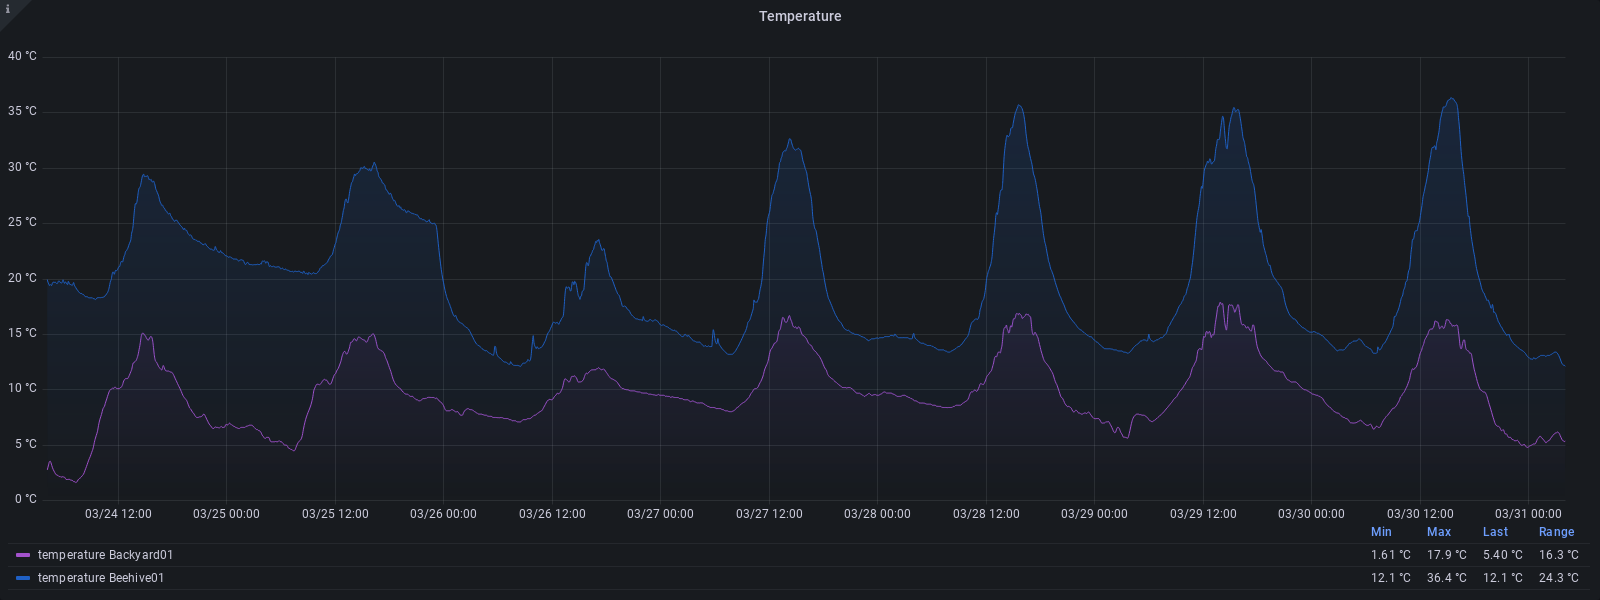 i
Temperature
40 °C
35 °C
30 °C
25 °C
20 °C
15 °C
10 °C
5 °C
0 °C
03/24 12:00 03/25 00:00 03/25 12:00 03/26 00:00 03/26 12:00 03/27 00:00 03/27 12:00 03/28 00:00 03/28 12:00 03/29 00:00 03/29 12:00 03/30 00:00 03/30 12:00 03/31 00:00
Min Max Last Range
temperature Backyard01 1.61 °C 17.9 °C 5.40 °C 16.3 °C
temperature Beehive01 12.1 °C 36.4 °C 12.1 °C 24.3 °C